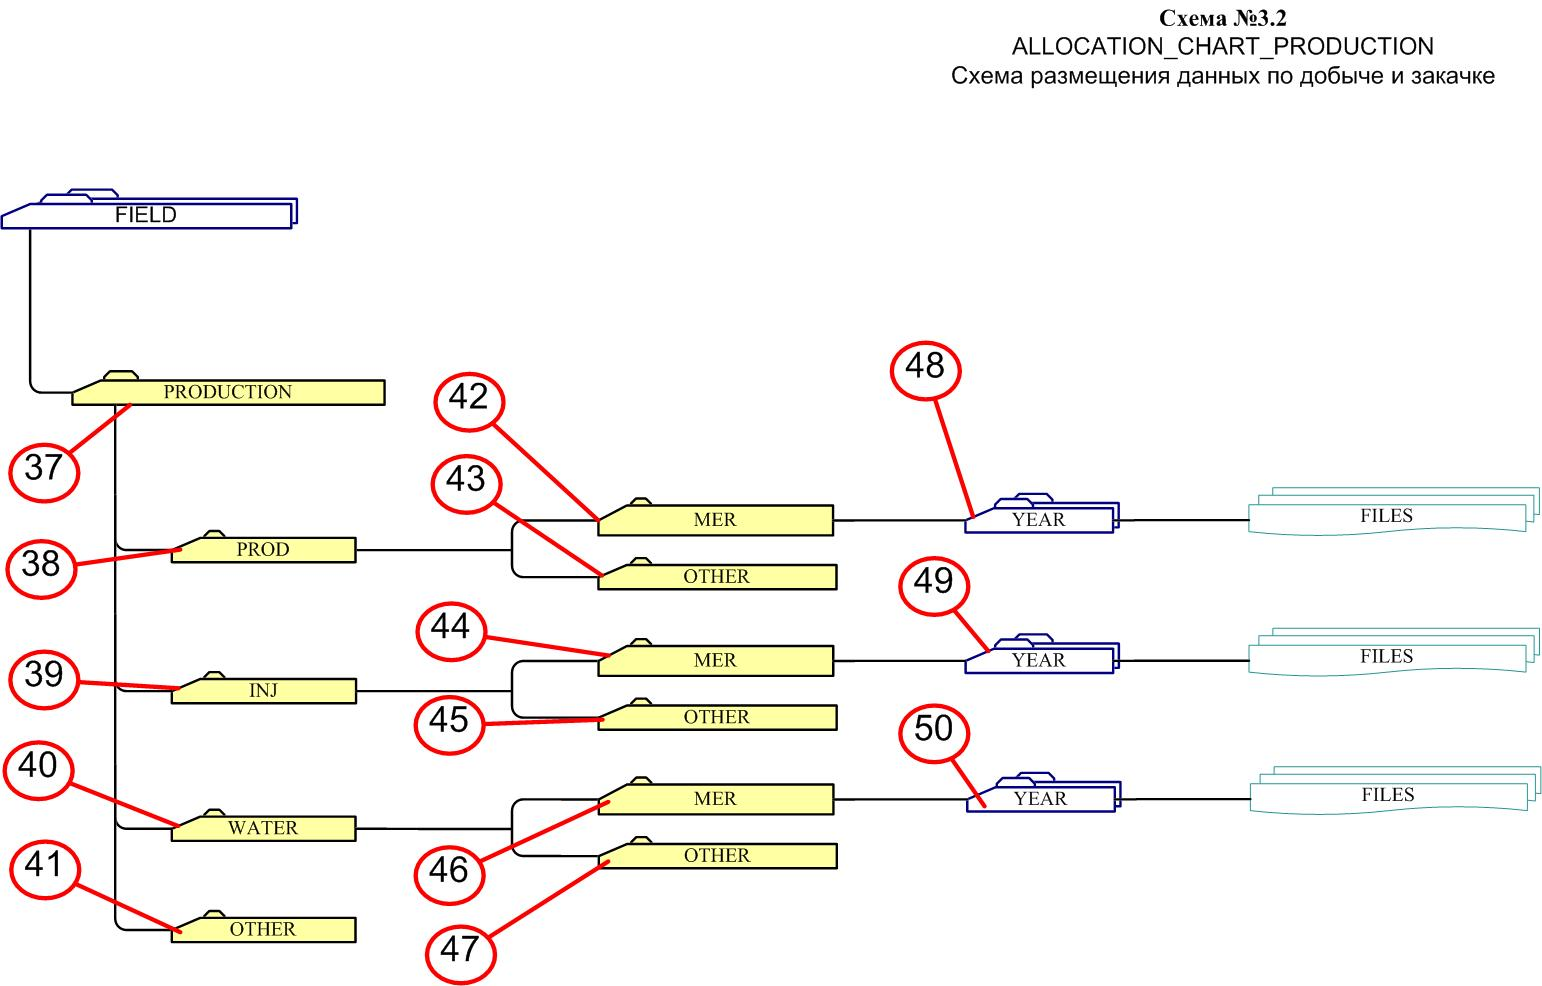 Схема №3.2
ALLOCATION_CHART_PRODUCTION
Схема размещения данных по добыче и закачке
FIELD
PRODUCTION
37
42
48
43
MER
YEAR
FILES
38
PROD
OTHER
49
44
MER
YEAR
FILES
39
INJ
45
OTHER
50
40
WATER
MER
YEAR
FILES
46
OTHER
41
OTHER
47